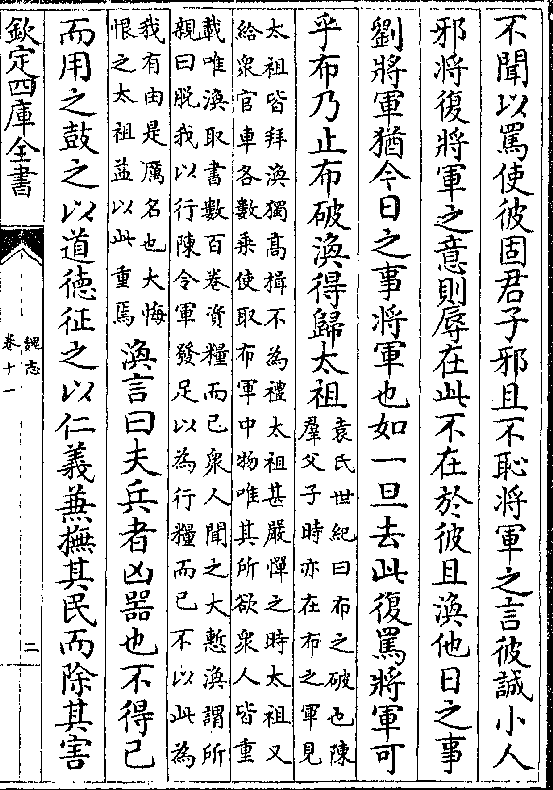 不聞以罵使彼固君子邪且不恥將軍之言彼誠小人
邪將復將軍之意則辱在此不在於彼且渙他日之事
劉將軍猶今日之事將軍也如一旦去此復罵將軍可
乎布乃止布破渙得歸太祖
袁氏世紀曰布之破也陳
羣父子時亦在布之軍見
太祖皆拜渙獨高揖不為禮太祖甚嚴憚之時太祖又
給衆官車各數乗使取布軍中物唯其所欲衆人皆重
載唯渙取書數百卷資糧而已衆人聞之大慙渙謂所
親曰脱我以行陳令軍發足以為行糧而已不以此為
我有由是厲名也大悔
恨之太祖益以此重焉
渙言曰夫兵者凶器也不得已
而用之鼓之以道徳征之以仁義蕪撫其民而除其害
欽定四庫全書
魏志
卷十一
二